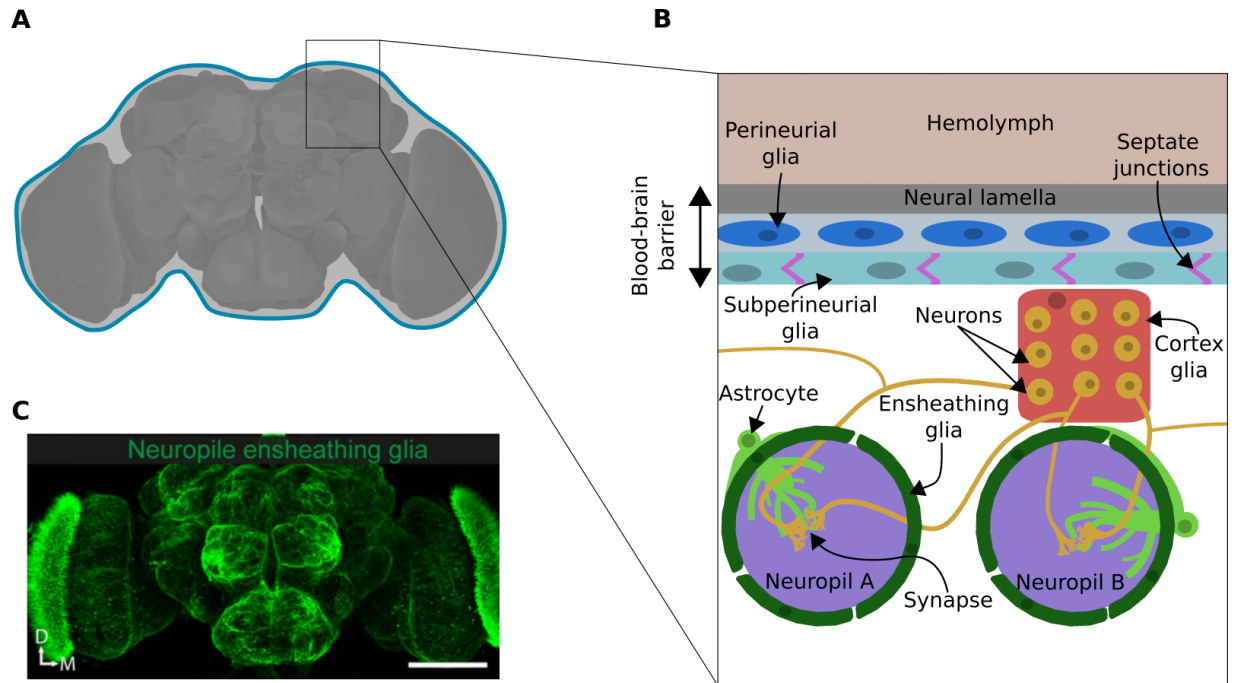 A
B
Hemolymph
Perineurial
glia
Septate
junctions
Neural lamella
Blood-brain
barrier
Subperineurial
glia
Neurons
Cortex
glia
Astrocyte
Ensheathing
glia
Neuropil A
Neuropil B
Synapse
C
Neuropile ensheathing glia
D
M